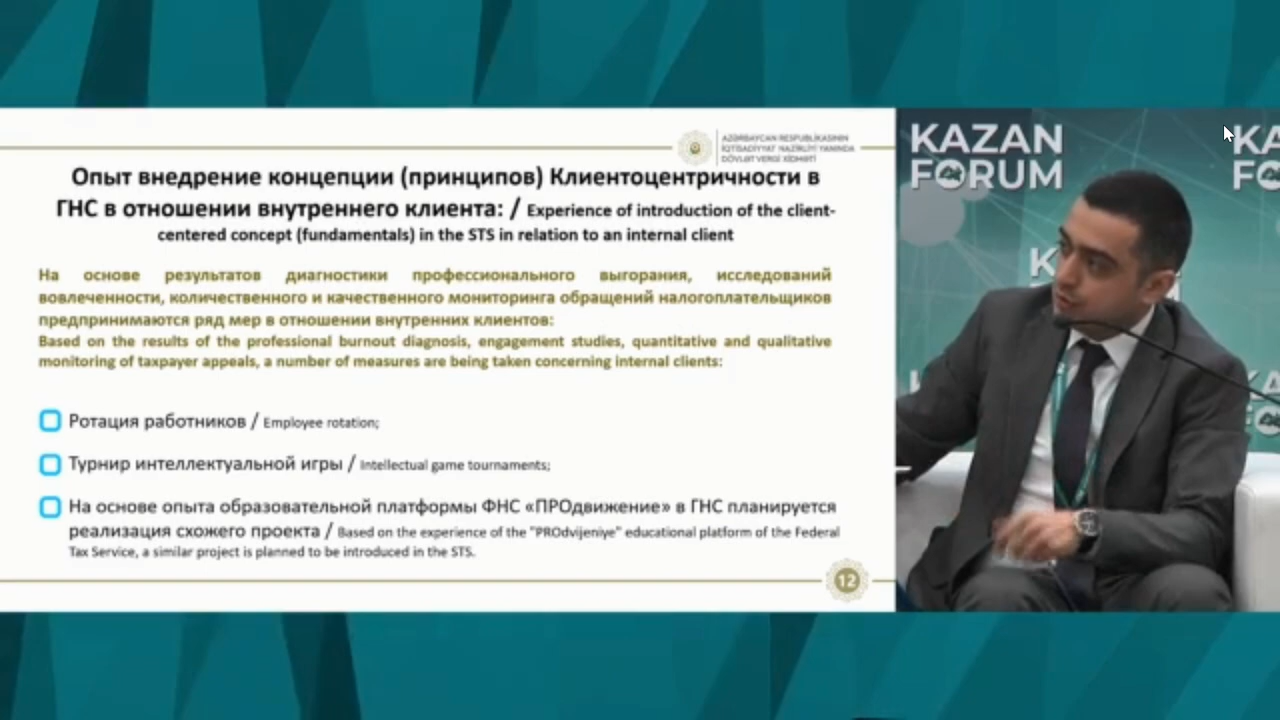 AZƏRBAYCAN RESPUBLİKASININ
İQTİSADİYYAT NAZİRLİYİ YANINDA
DÖVLƏT VERGİ XİDMƏTİ
Опыт внедрение концепции (принципов) Клиентоцентричности в
ГНС в отношении внутреннего клиента: / Experience of introduction of the client-
centered concept (fundamentals) in the STS in relation to an internal client
На основе результатов диагностики профессионального выгорания, исследований
вовлеченности, количественного и качественного мониторинга обращений налогоплательщиков
предпринимаются ряд мер в отношении внутренних клиентов:
Based on the results of the professional burnout diagnosis, engagement studies, quantitative and qualitative
monitoring of taxpayer appeals, a number of measures are being taken concerning internal clients:
Ротация работников / Employee rotation;
Турнир интеллектуальной игры / Intellectual game tournaments;
На основе опыта образовательной платформы ФНС «ПРОдвижение» в ГНС планируется
реализация схожего проекта / Based on the experience of the "PROdvijeniye" educational platform of the Federal
Tax Service, a similar project is planned to be introduced in the STS.
12
KAZAN
FORUM
KA
FO
K
KA